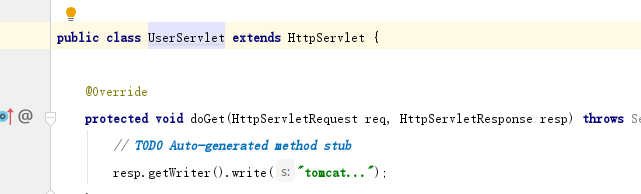 public class UserServlet extends HttpServlet {
@Override
protected void doGet(HttpServletRequest req, HttpServletResponse resp) throws Se
// TODO Auto-generated method stub
resp.getWriter().write( s: "tomcat...");